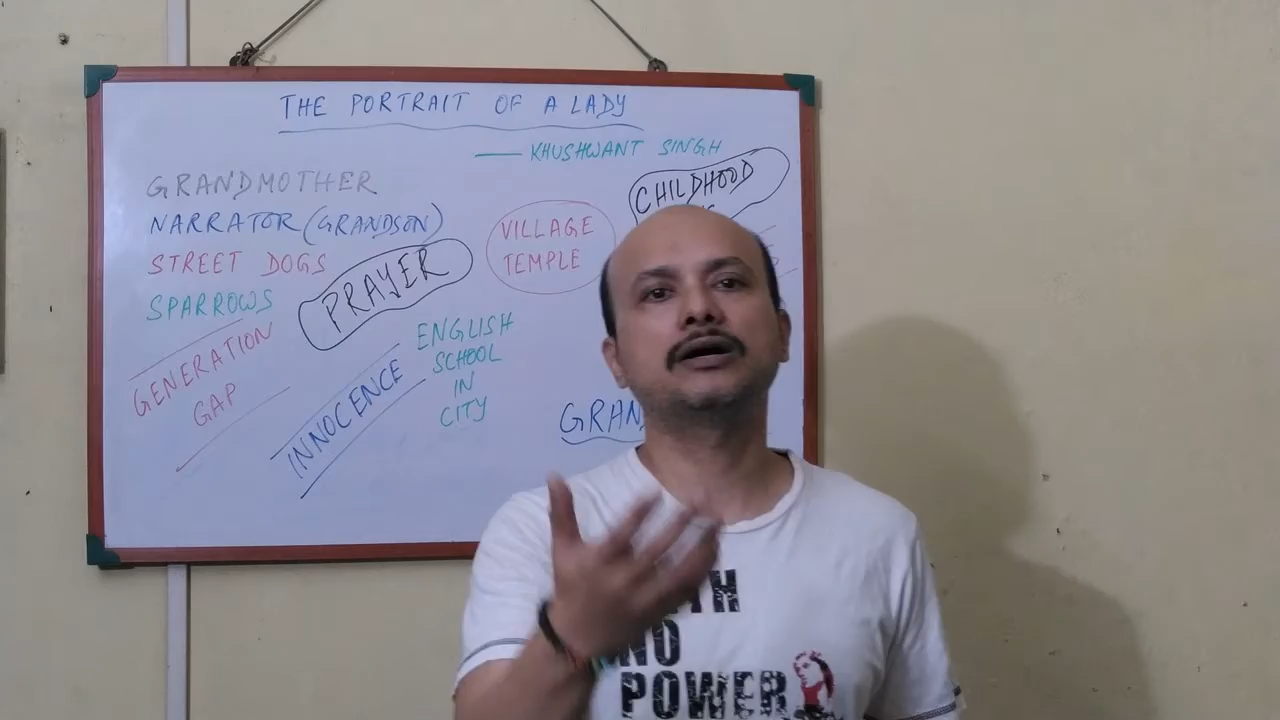 THE PORTRAIT OF A LADY
— KHUSHWANT SINGH
GRANDMOTHER
NARRATOR (GRANDSON)
STREET DOGS
SPARROWS
GENERATION
GAP
PRAYER
INNOCENCE
VILLAGE
TEMPLE
ENGLISH
SCHOOL
IN
CITY
CHILDHOOD
NO
POWER